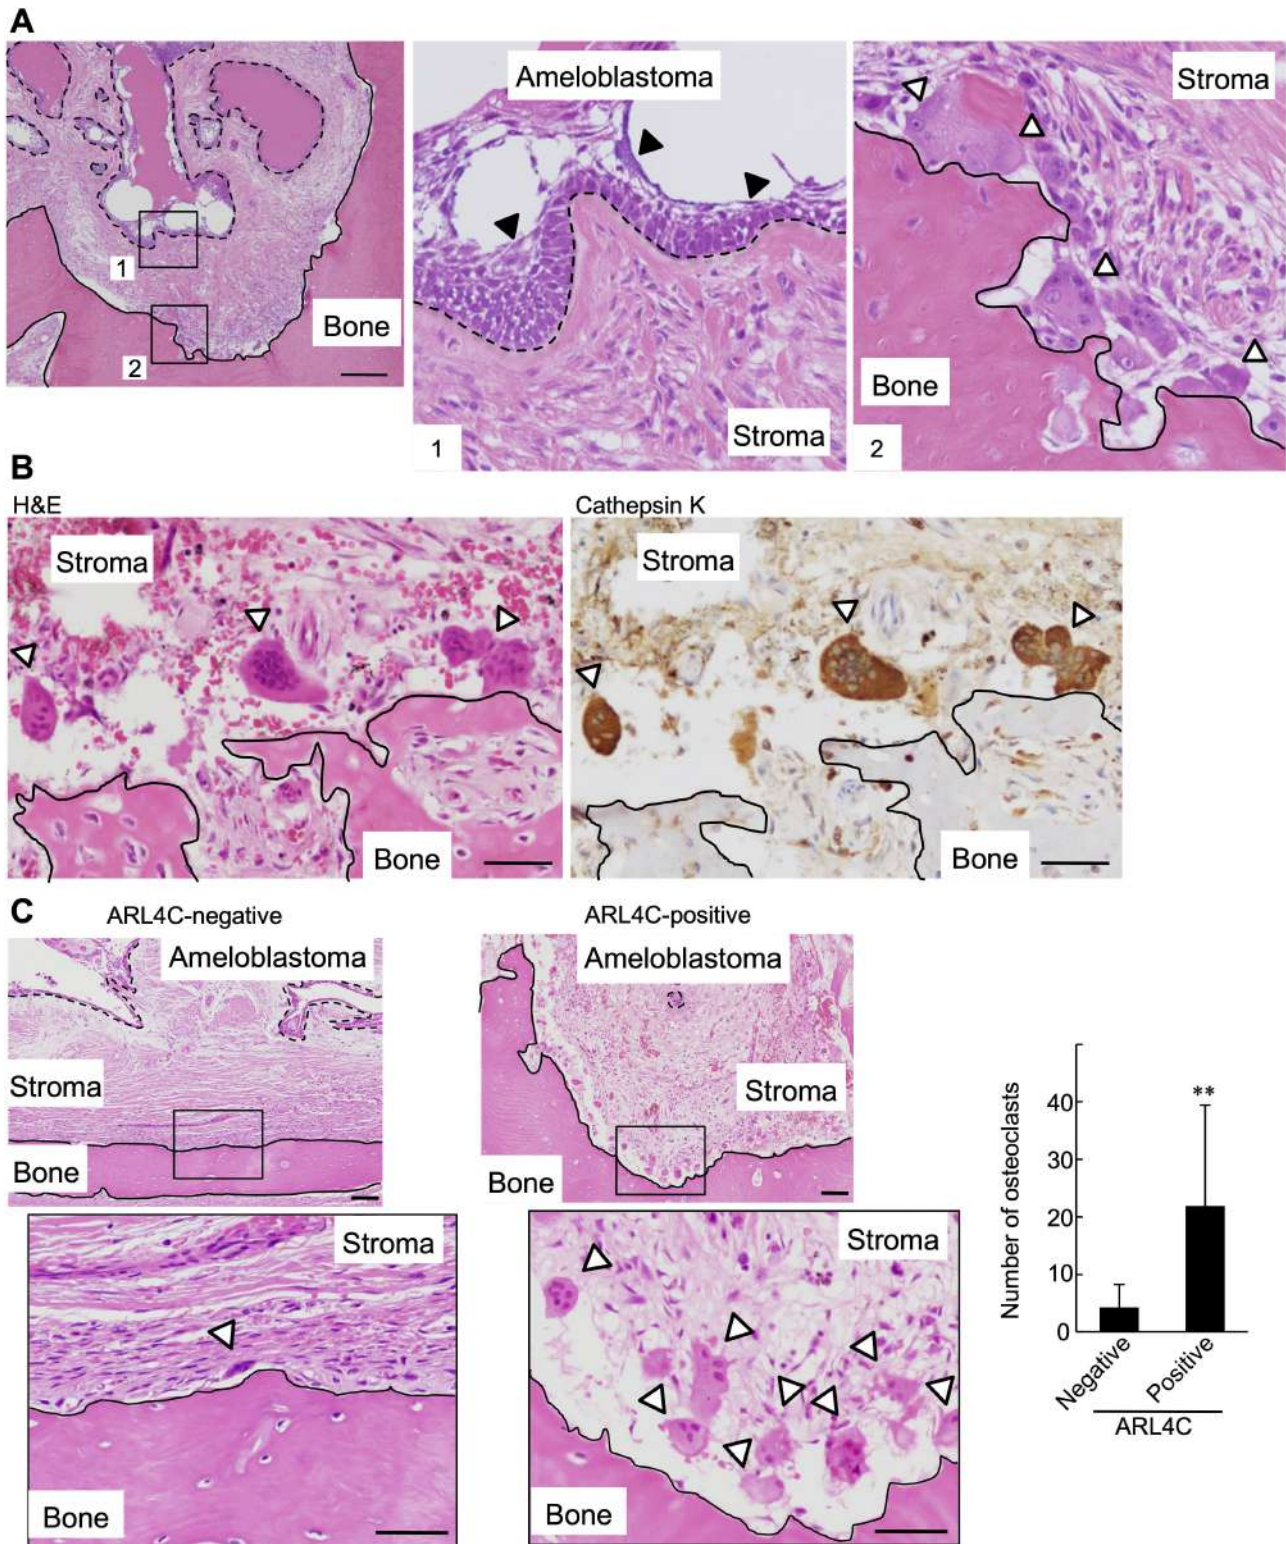 A
Bone
1
2
Ameloblastoma
Stroma
1
Stroma
Bone
2
B
H&E
Cathepsin K
Stroma
Bone
Stroma
Bone
C
ARL4C-negative
ARL4C-positive
Ameloblastoma
Stroma
Bone
Ameloblastoma
Stroma
Bone
Stroma
Bone
Stroma
Bone
Number of osteoclasts
40
30
20
10
0
**
Negative
Positive
ARL4C